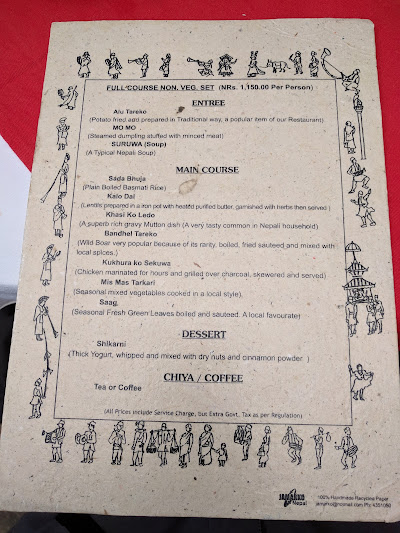 FULL COURSE NON. VEG. SET (NRs. 1,150.00 Per Person)
ENTREE
Alu Tareko
(Potato fried and prepared in Traditional way, a popular item of our Restaurant)
MO MO
(Steamed dumpling stuffed with minced meat)
SURUWA (Soup)
(A Typical Nepali Soup)
MAIN COURSE
Sada Bhuja
(Plain Boiled Basmati Rice)
Kalo Dal
(Lentils prepared in a iron pot with heated purified butter, garnished with herbs then served )
Khasi Ko Ledo
(A superb rich gravy Mutton dish (A very tasty common in Nepali household)
Bandhel Tareko
(Wild Boar very popular because of its rarity, boiled, fried sauteed and mixed with
local spices.)
Kukhura ko Sekuwa
(Chicken marinated for hours and grilled over charcoal, skewered and served)
Mis Mas Tarkari
(Seasonal mixed vegetables cooked in a local style).
Saag.
(Seasonal Fresh Green Leaves boiled and sauteed. A local favourate)
DESSERT
Shikarni
(Thick Yogurt, whipped and mixed with dry nuts and cinnamon powder. )
CHIYA / COFFEE
Tea or Coffee
(All Prices include Servise Charge, but Extra Govt. Tax as per Regulation)
JAMARKO
Nepal
100% Handmade Recycled Paper
jamarko@hotmail.com Ph: 4351060